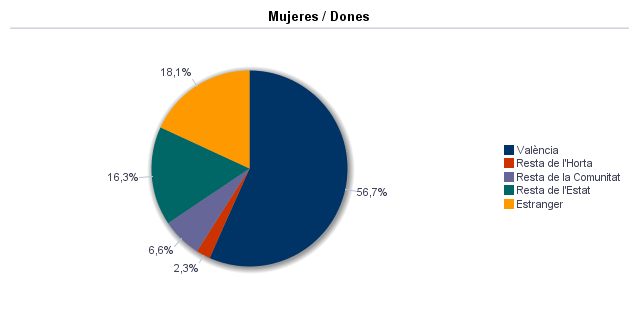 Mujeres / Dones
18,1%
16,3%
56,7%
6,6%
2,3%
València
Resta de l'Horta
Resta de la Comunitat
Resta de l'Estat
Estranger